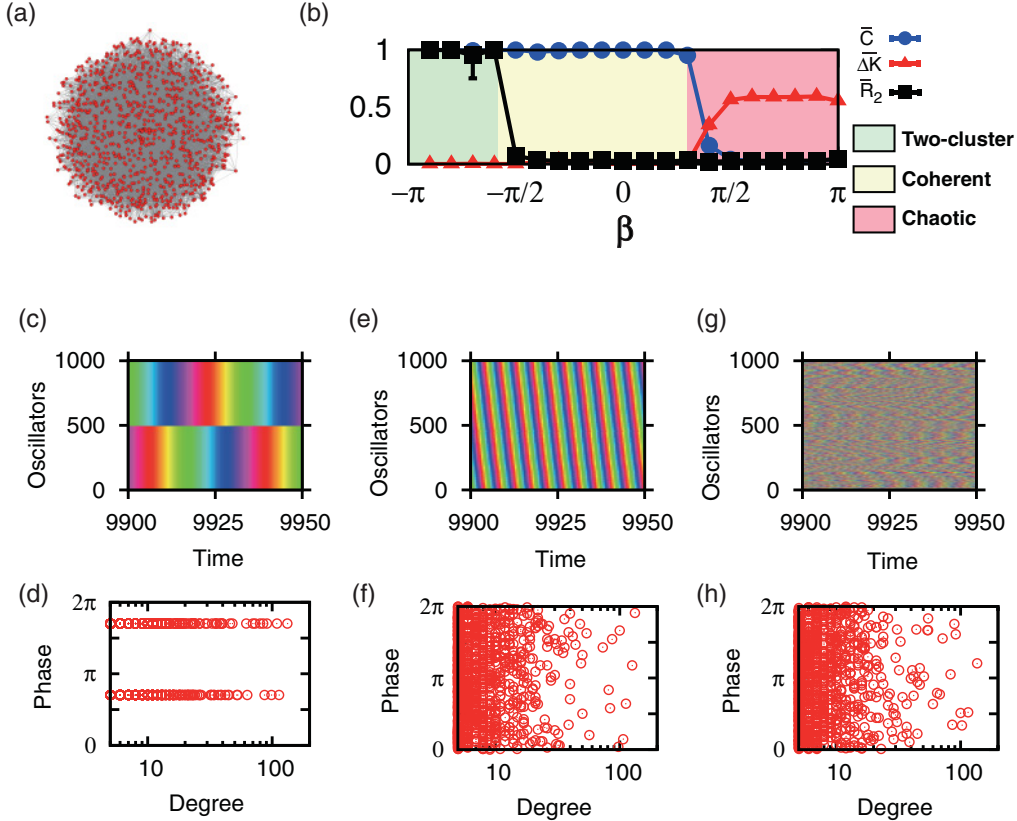 (a)
(b)
1
0.5
0
−π
−π/2
0
π/2
π
β
C̄
Δ̄K̄
R̄₂
Two-cluster
Coherent
Chaotic
(c)
1000
500
0
Oscillators
9900
9925
9950
Time
(e)
1000
500
0
Oscillators
9900
9925
9950
Time
(g)
1000
500
0
Oscillators
9900
9925
9950
Time
(d)
2π
π
0
Phase
10
100
Degree
(f)
2π
π
0
Phase
10
100
Degree
(h)
2π
π
0
Phase
10
100
Degree